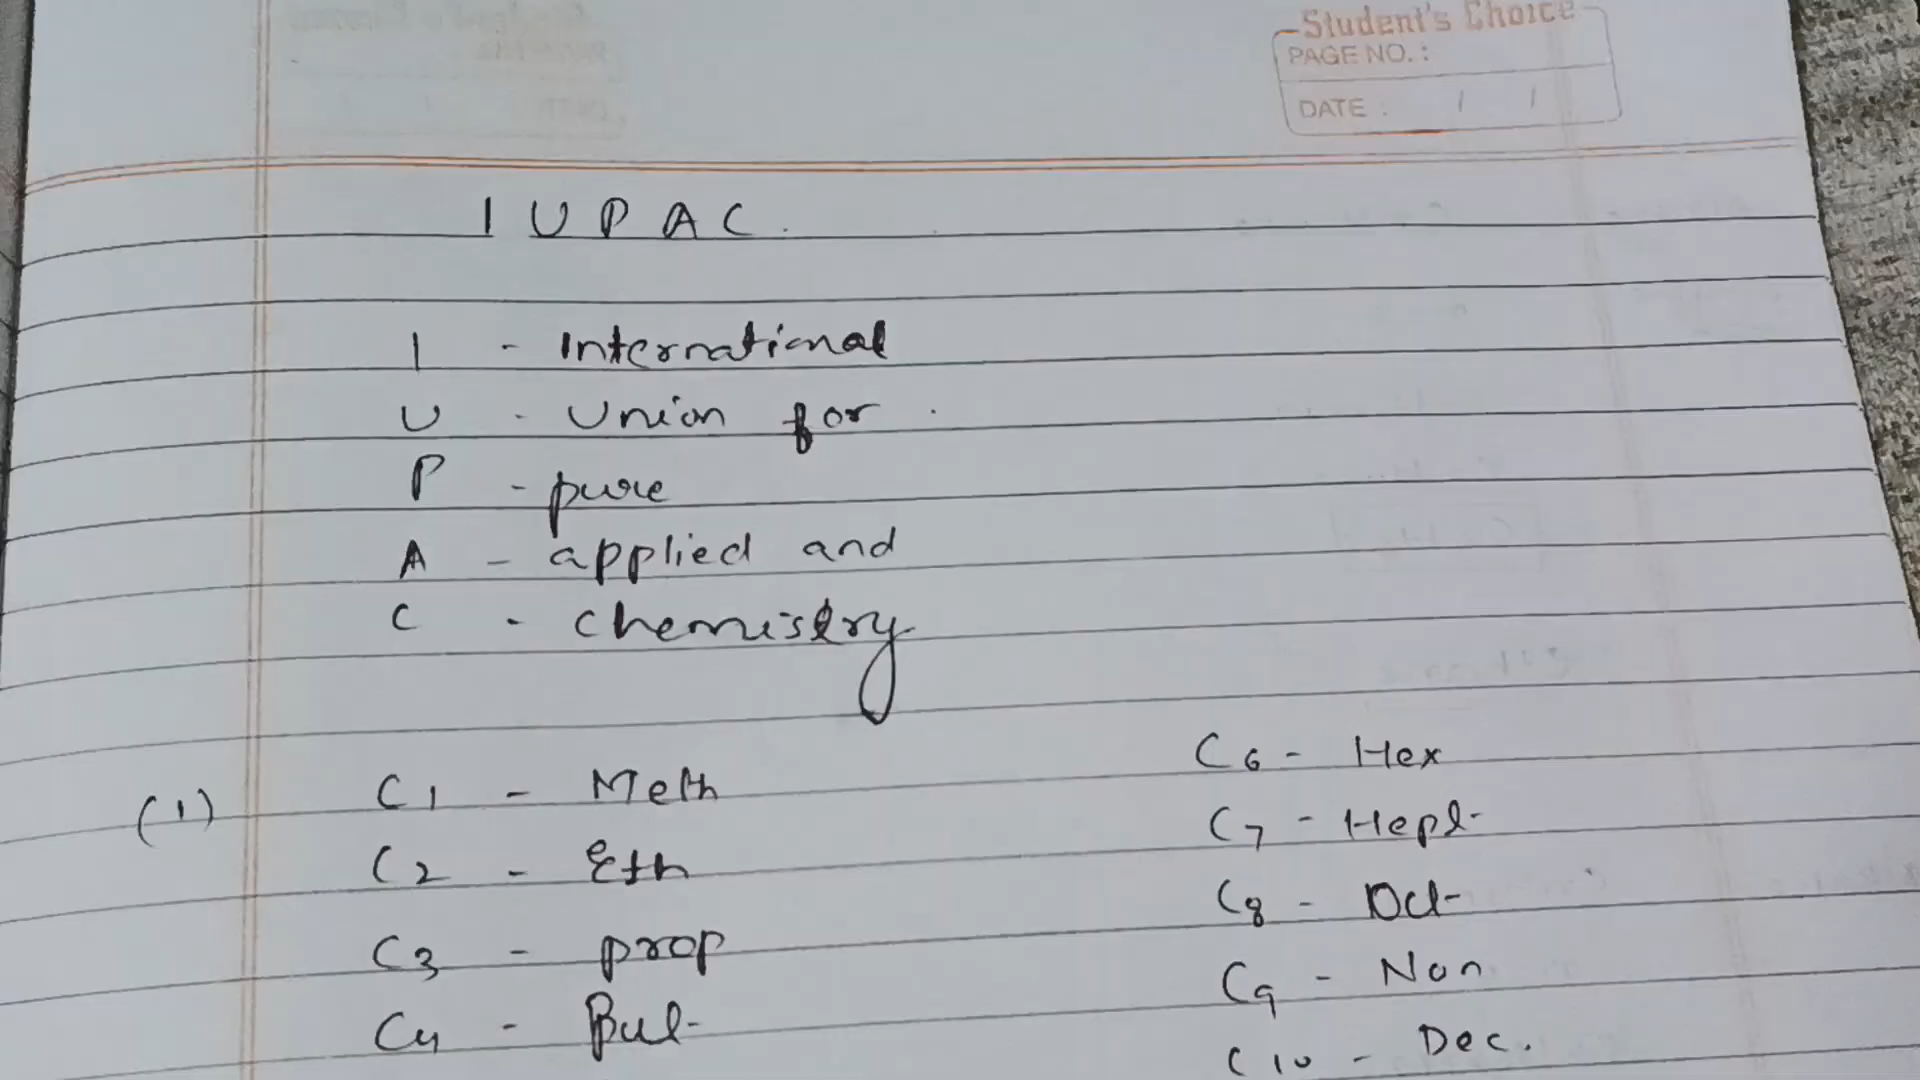 Student's Choice
PAGE NO. :
DATE : / /
IUPAC.
I - International
U - Union for
P - pure
A - applied and
C - chemistry
(1)
C1 - Meth
C2 - Eth
C3 - prop
C4 - But
C6 - Hex
C7 - Hept
C8 - Oct
C9 - Non
C10 - Dec.